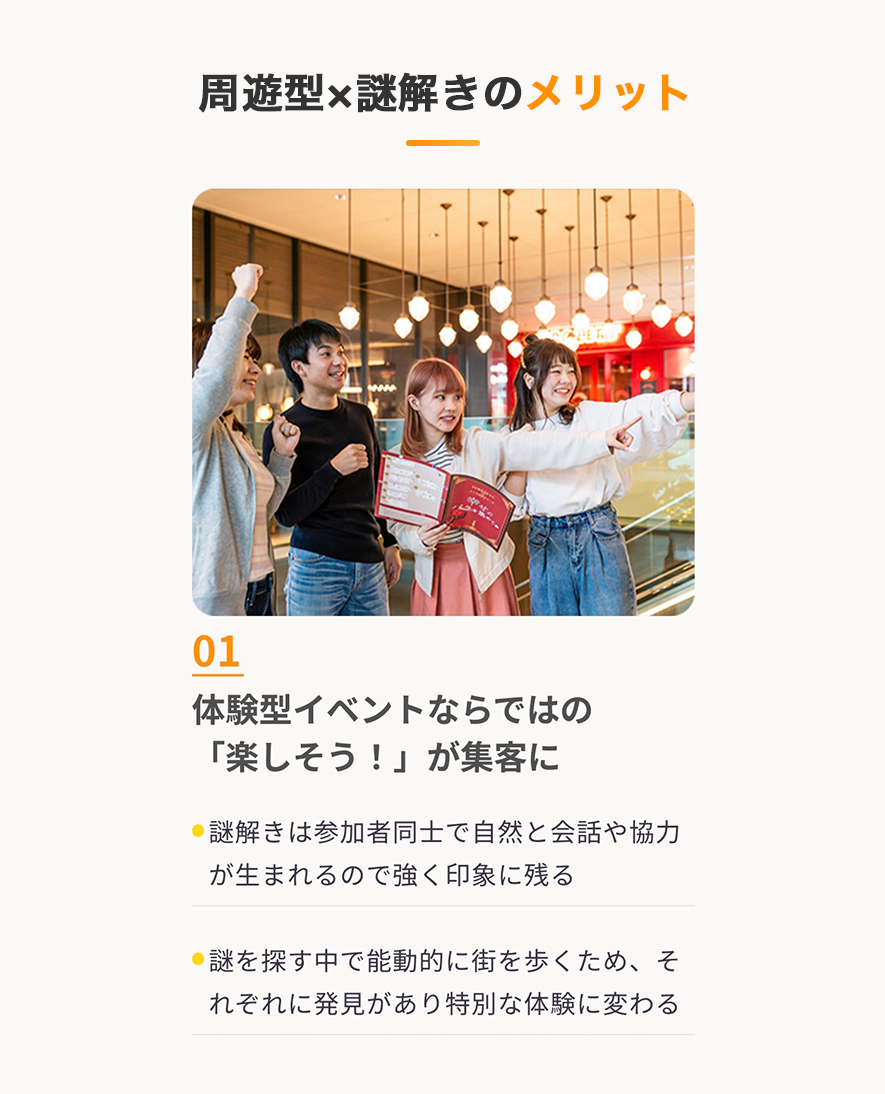 周遊型×謎解きのメリット
01
体験型イベントならではの
「楽しそう！」が集客に
謎解きは参加者同士で自然と会話や協力
が生まれるので強く印象に残る
謎を探す中で能動的に街を歩くため、そ
れぞれに発見があり特別な体験に変わる